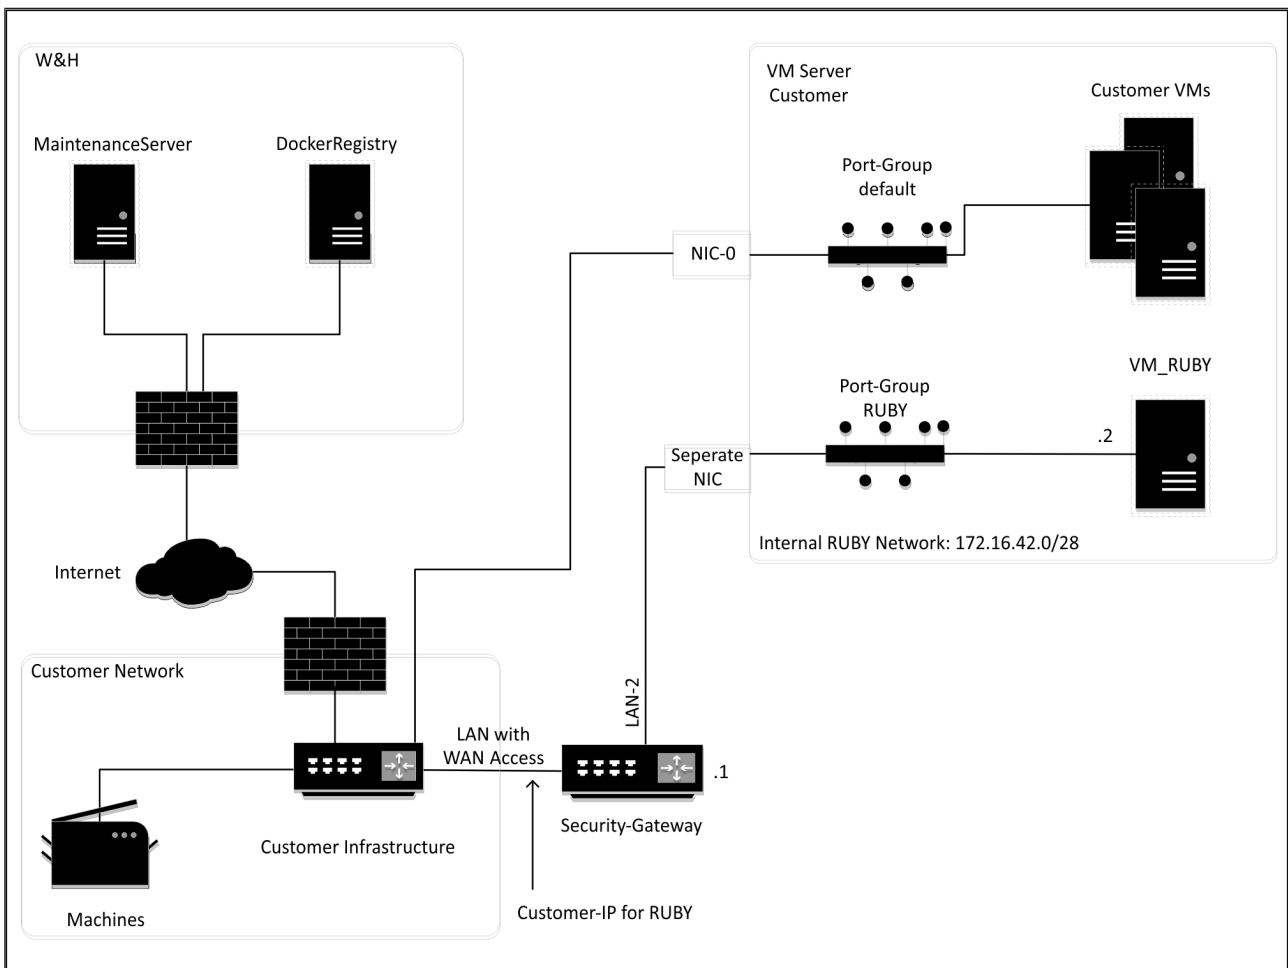 W&H
MaintenanceServer
DockerRegistry
Internet
Customer Network
Machines
Customer Infrastructure
LAN with
WAN Access
Customer-IP for RUBY
Security-Gateway
.1
LAN-2
VM Server
Customer
Customer VMs
Port-Group
default
NIC-0
VM_RUBY
Port-Group
RUBY
Seperate
NIC
.2
Internal RUBY Network: 172.16.42.0/28